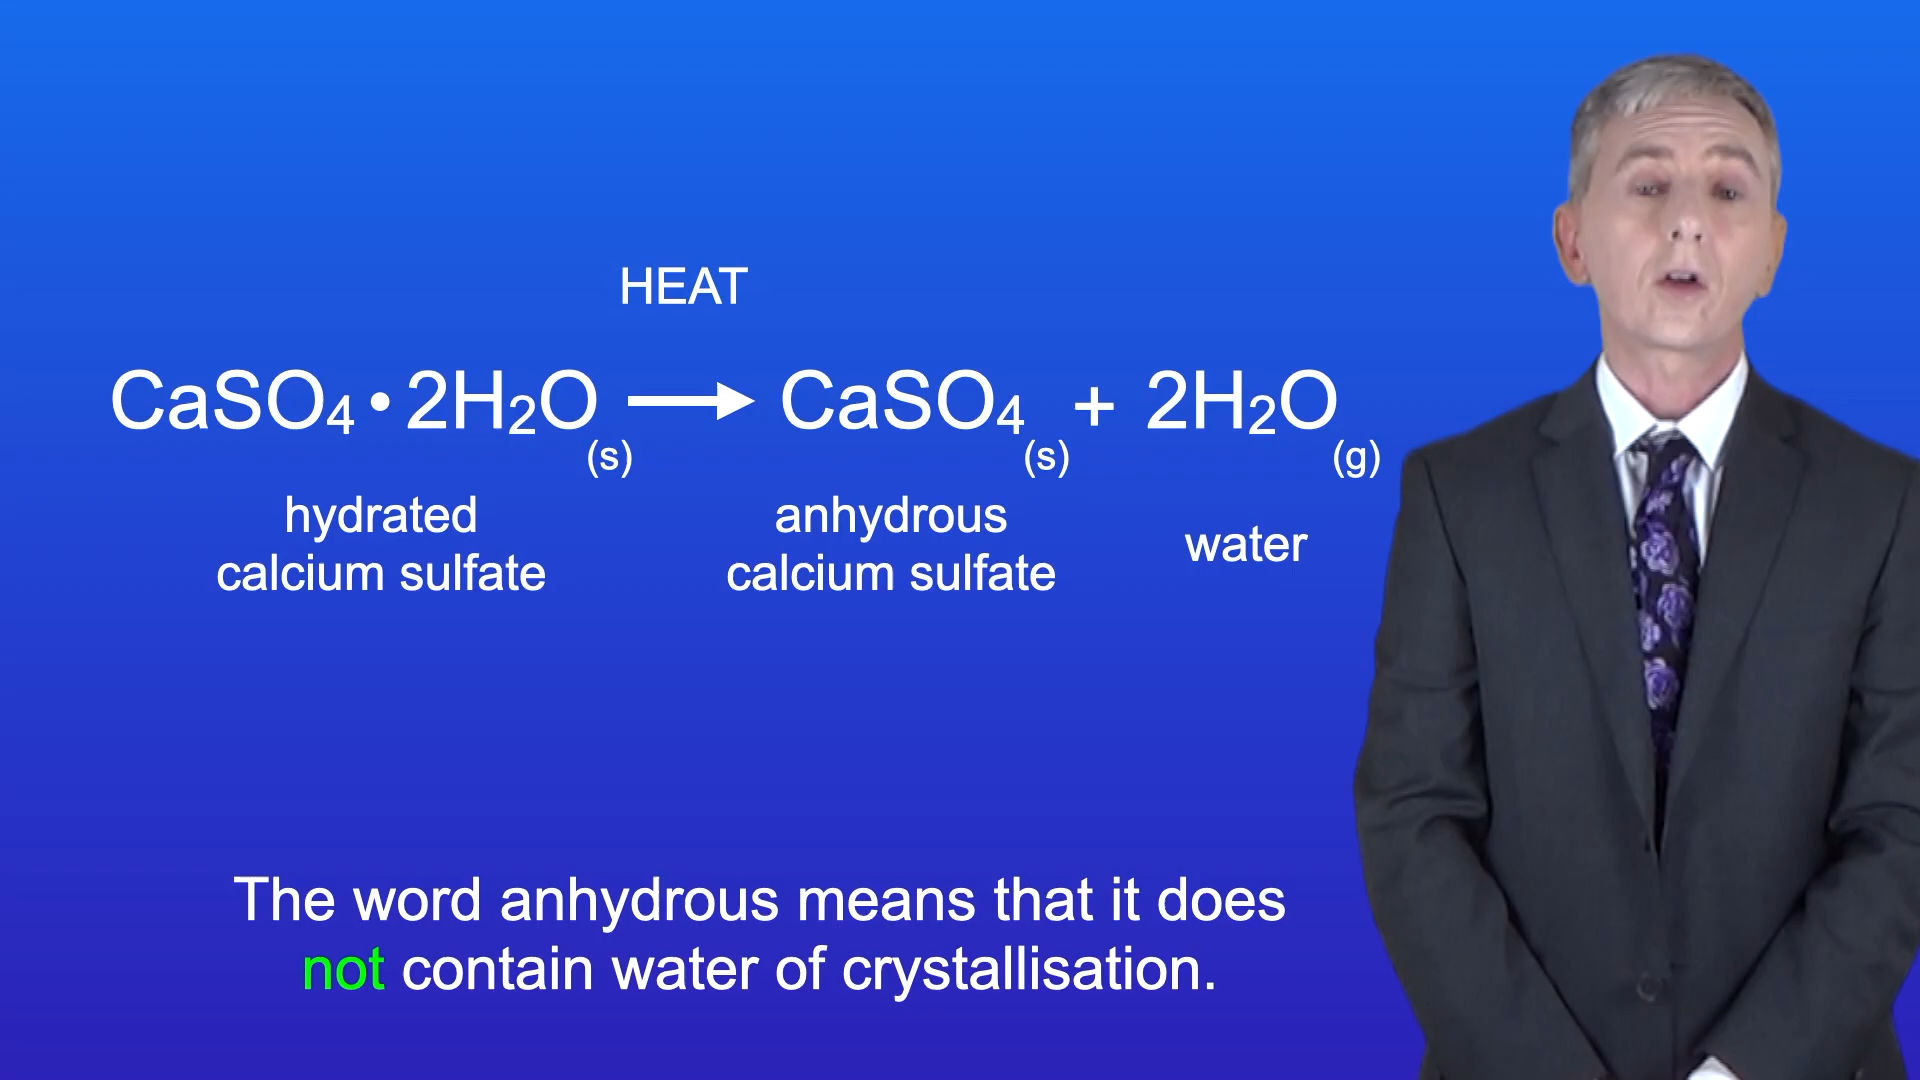 HEAT
CaSO₄•2H₂O(s) → CaSO₄(s) + 2H₂O(g)
hydrated calcium sulfate
anhydrous calcium sulfate
water
The word anhydrous means that it does
not contain water of crystallisation.